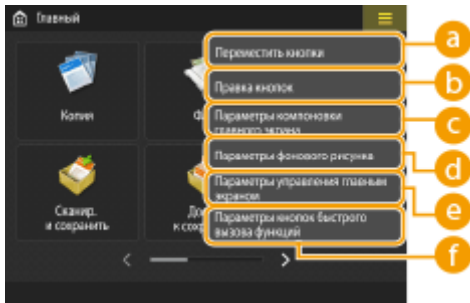 Главный
Переместить кнопки
a
Правка кнопок
b
Копия
Параметры компоновки
главного экрана
c
Параметры фонового рисунка
d
Параметры управления главным
экраном
e
Сканир.
и сохранить
Параметры кнопок быстрого
вызова функций
f